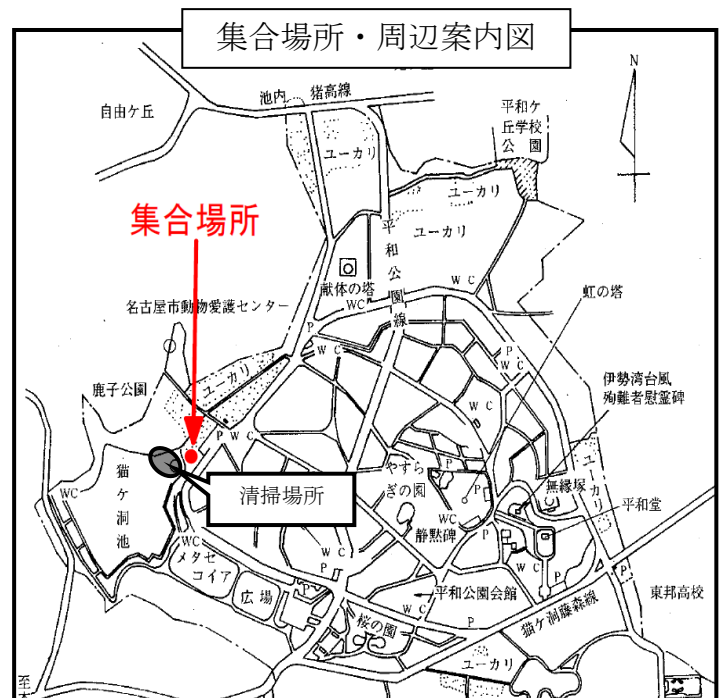 集合場所・周辺案内図
N
池内 猪高線
自由ケ丘
平和ケ
丘学校
公園
ユーカリ
ユーカリ
ユーカリ
集合場所
平和公園線
献体の塔
WC
WC
虹の塔
名古屋市動物愛護センター
P
WC
P
WC
伊勢湾台風
殉難者慰霊碑
鹿子公園
ユーカリ
WC
P WC
猫ケ洞池
やすら
ぎの園
P
無縁塚
ユーカリ
清掃場所
WC
平和堂
WC
静黙碑
WC
P
WC
メタセ
コイア
P
WC
P
広場
P
平和公園会館
東邦高校
WC
P
猫ケ洞藤森線
桜の園
ユーカリ
至